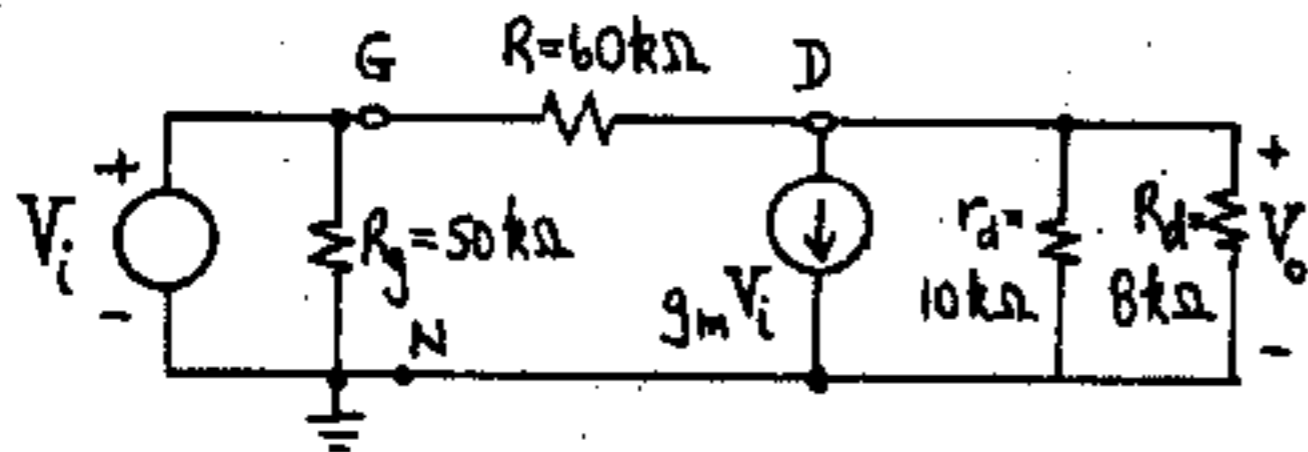 G
R=60kΩ
D
+
Vi
-
Rg=50kΩ
N
gmVi
rd=
10kΩ
Rd=
8kΩ
+
Vo
-